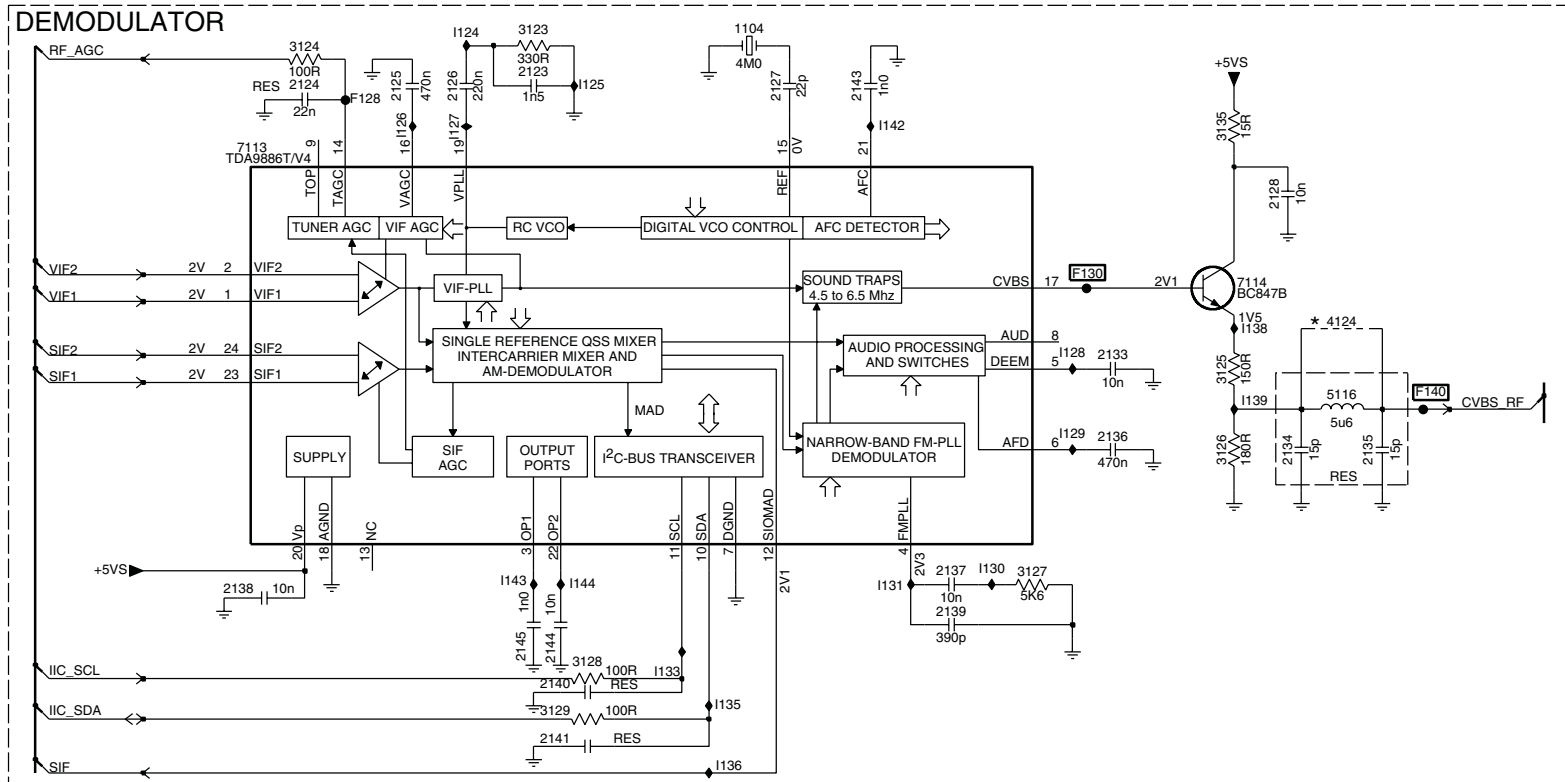 DEMODULATOR
RF_AGC
3124
100R
RES
2124
22n
F128
2125
470n
I126
I124
2126
220n
I127
3123
330R
2123
1n5
I125
1104
4M0
2127
22p
2143
1n0
I142
+5VS
3135
15R
2128
10n
7113
TDA9886T/V4
9
14
16
19
15
0V
21
TOP
TAGC
VAGC
VPLL
REF
AFC
TUNER AGC
VIF AGC
RC VCO
DIGITAL VCO CONTROL
AFC DETECTOR
VIF2
2V
2
VIF2
VIF1
2V
1
VIF1
VIF-PLL
SOUND TRAPS
4.5 to 6.5 Mhz
CVBS
17
F130
2V1
7114
BC847B
1V5
I138
* 4124
SIF2
2V
24
SIF2
SIF1
2V
23
SIF1
SINGLE REFERENCE QSS MIXER
INTERCARRIER MIXER AND
AM-DEMODULATOR
AUDIO PROCESSING
AND SWITCHES
AUD
8
DEEM
5
I128
2133
10n
3125
150R
I139
5116
5u6
F140
CVBS_RF
MAD
SUPPLY
SIF
AGC
OUTPUT
PORTS
I²C-BUS TRANSCEIVER
NARROW-BAND FM-PLL
DEMODULATOR
AFD
6
I129
2136
470n
3126
180R
2134
15p
2135
15p
RES
20
Vp
18
AGND
13
NC
3
OP1
22
OP2
11
SCL
10
SDA
7
DGND
12
SIOMAD
2V1
4
FMPLL
2V3
+5VS
2138
10n
I143
I144
1n0
10n
2145
2144
I131
2137
10n
I130
3127
5K6
2139
390p
IIC_SCL
3128
100R
I133
2140
RES
IIC_SDA
3129
100R
I135
2141
RES
SIF
I136